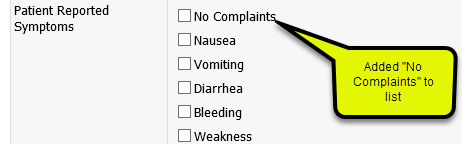 Patient Reported
Symptoms
No Complaints
Nausea
Vomiting
Diarrhea
Bleeding
Weakness
Added "No
Complaints" to
list